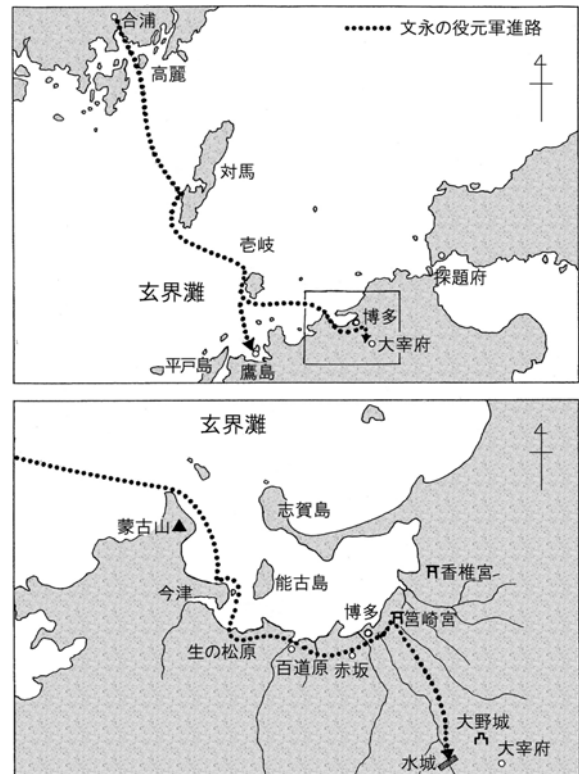 文永の役元軍進路
合浦
高麗
対馬
壱岐
玄界灘
探題府
博多
大宰府
平戸島
鷹島
玄界灘
志賀島
蒙古山
香椎宮
能古島
今津
博多
筥崎宮
生の松原
百道原
赤坂
大野城
大宰府
水城